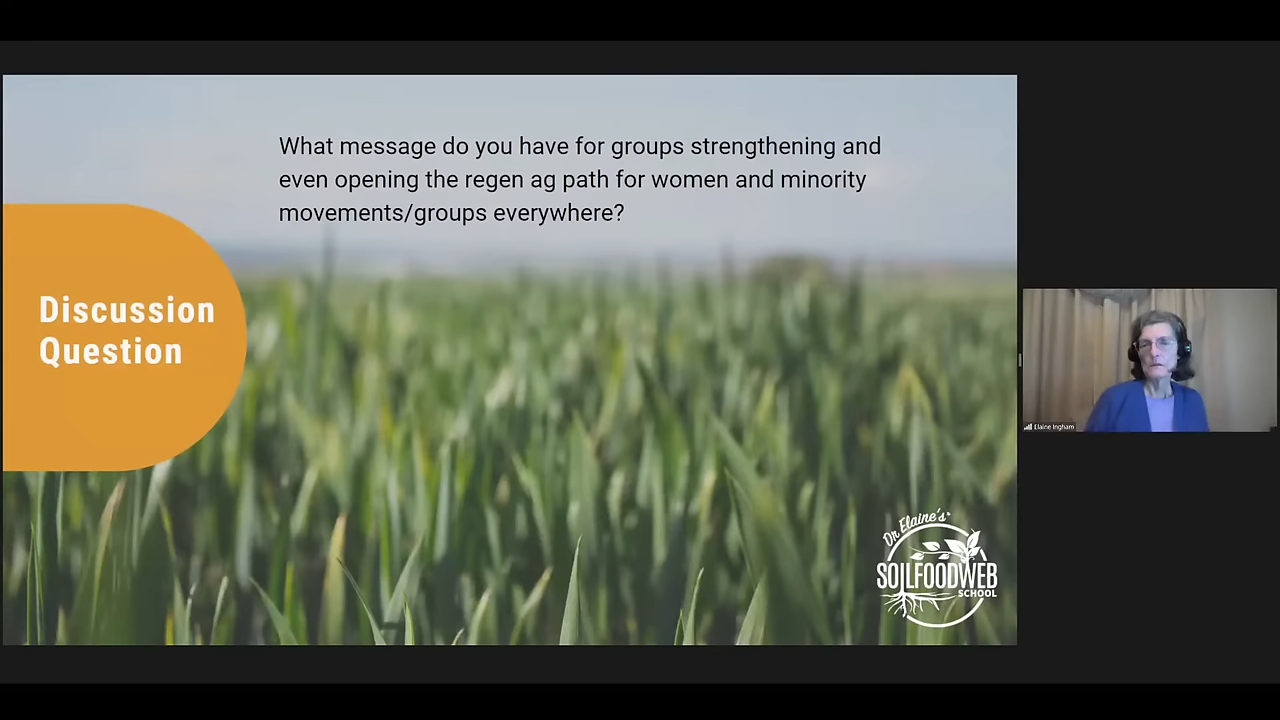 What message do you have for groups strengthening and
even opening the regen ag path for women and minority
movements/groups everywhere?
Discussion
Question
Elaine Ingham
Dr Elaine's
SOILFOODWEB
SCHOOL